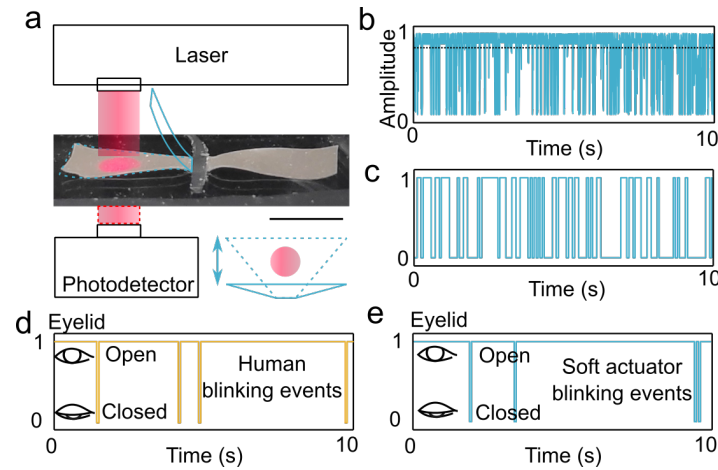 a
Laser
Photodetector
b
Amlplitude
1
0
0
10
Time (s)
c
1
0
0
10
Time (s)
d
Eyelid
1
Open
Human
blinking events
Closed
0
0
10
Time (s)
e
Eyelid
1
Open
Soft actuator
blinking events
Closed
0
0
10
Time (s)